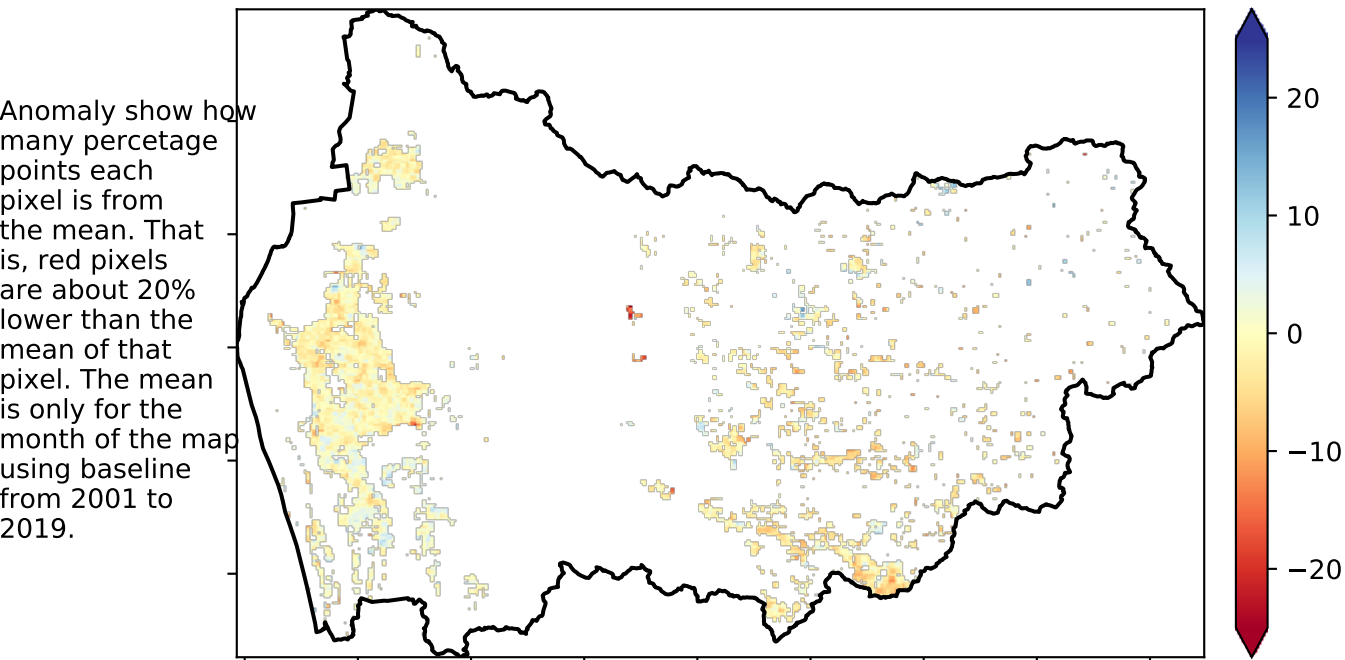 Anomaly show how
many percetage
points each
pixel is from
the mean. That
is, red pixels
are about 20%
lower than the
mean of that
pixel. The mean
is only for the
month of the map
using baseline
from 2001 to
2019.
20
10
0
−10
−20